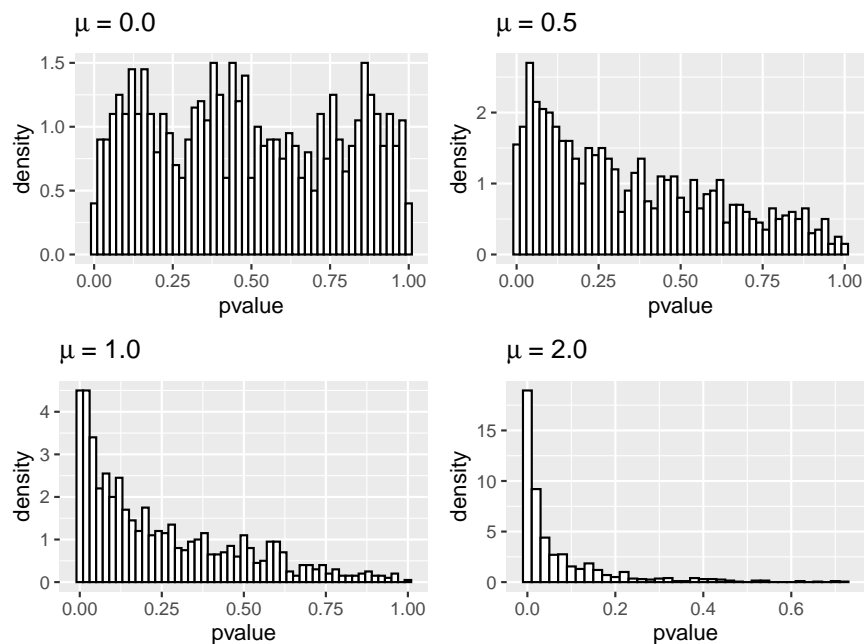 μ = 0.0
1.5
1.0
0.5
0.0
density
0.00 0.25 0.50 0.75 1.00
pvalue
μ = 0.5
2
1
0
density
0.00 0.25 0.50 0.75 1.00
pvalue
μ = 1.0
4
3
2
1
0
density
0.00 0.25 0.50 0.75 1.00
pvalue
μ = 2.0
15
10
5
0
density
0.0 0.2 0.4 0.6
pvalue